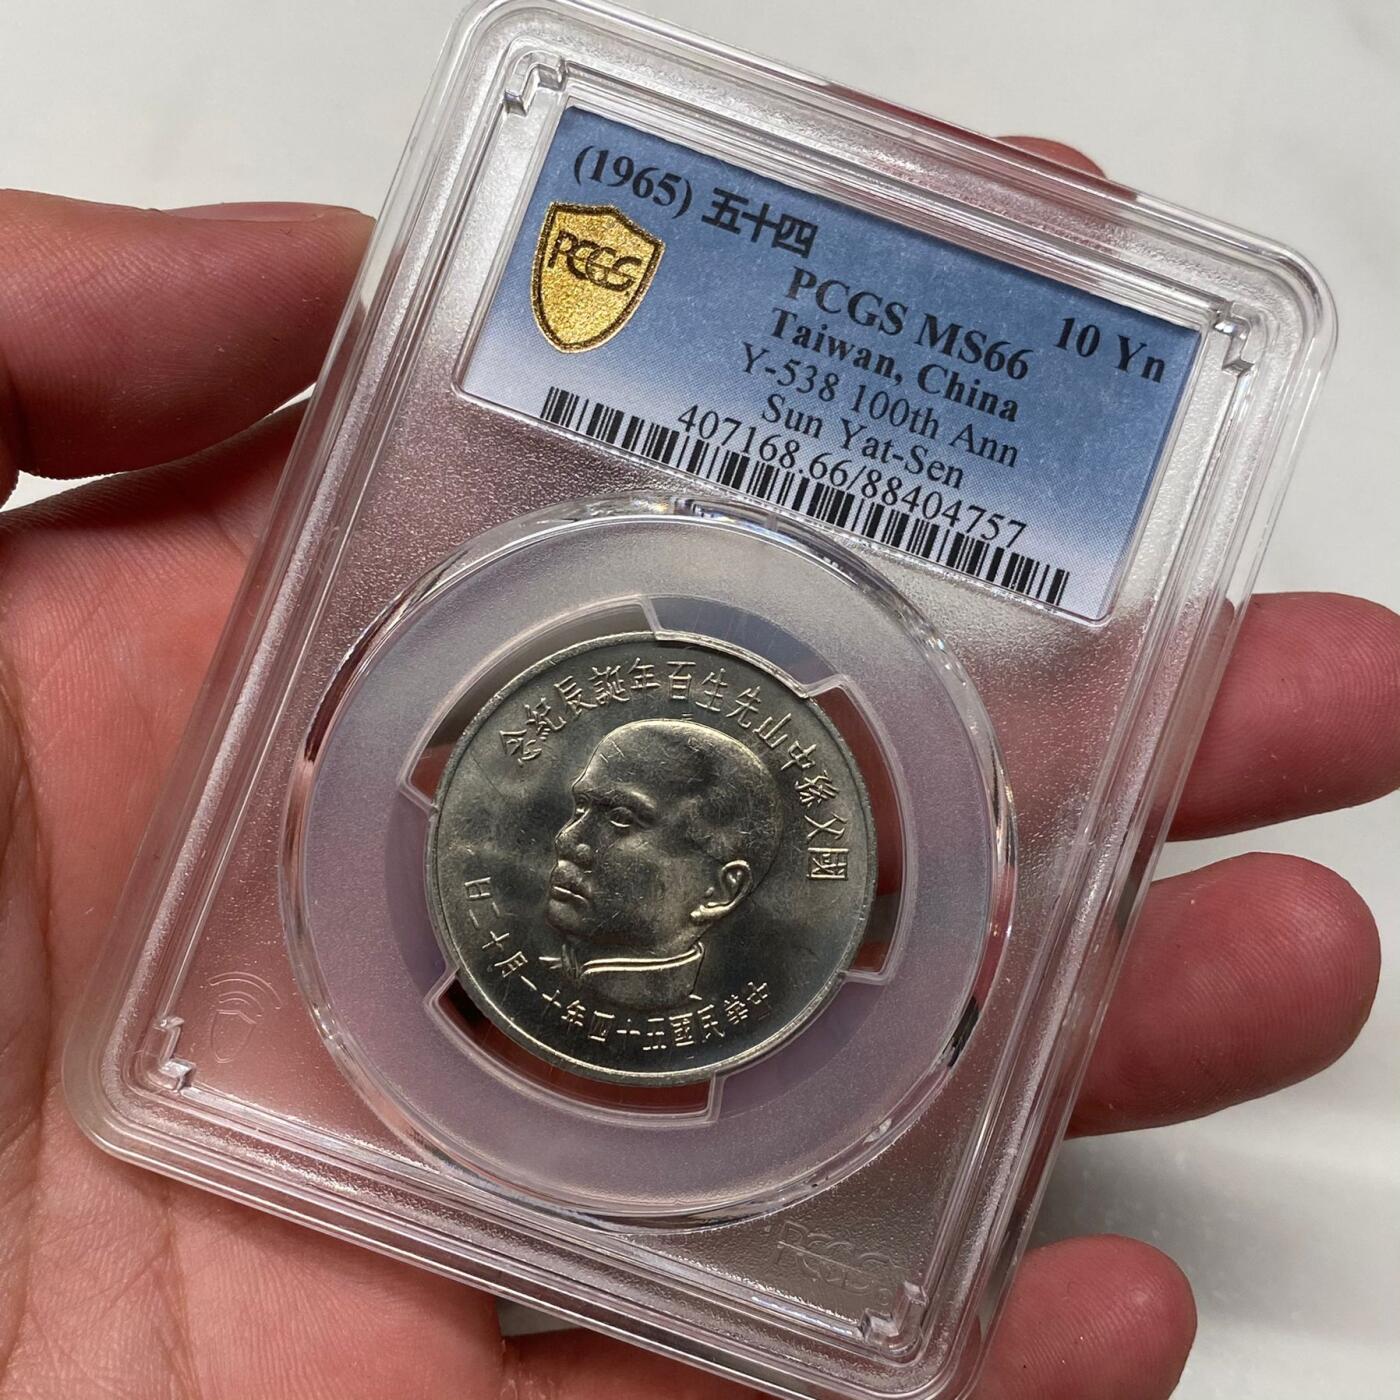 (1965) 五十四 10 Yn
PCGS
PCGS MS66
Taiwan, China
Y-538 100th Ann
Sun Yat-Sen
407168.66/88404757
國父孫中山先生百年誕辰紀念
中華民國五十四年十一月十二日
PCGS